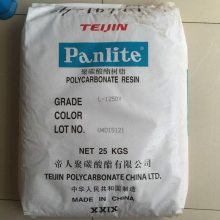 TEIJIN
Panlite®
聚碳酸酯树脂
POLYCARBONATE RESIN
GRADE L-1250Y
COLOR
LOT NO.
NET 25 KGS
帝人聚碳酸酯有限公司
TEIJIN POLYCARBONATE CHINA LTD.
中华人民共和国制造
MADE IN CHINA
XXIX